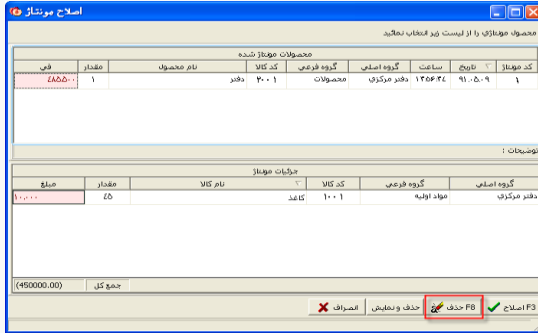 اصلاح مونتاژ
محصول مونتاژی را از لیست زیر انتخاب نمائید
محصولات مونتاژ شده
کد مونتاژ تاریخ ساعت گروه اصلی گروه فرعی کد کالا نام محصول مقدار فی
۱ ۹۱.۰۵.۰۹ ۱۳:۵۶:۳۴ دفتر مرکزی محصولات ۲۰۰۱ دفتر ۱ ٤٨٥٥٠٠
توضیحات :
جزئیات مونتاژ
گروه اصلی گروه فرعی کد کالا نام کالا مقدار مبلغ
دفتر مرکزی مواد اولیه ۱۰۰۱ کاغذ ٤٥ ۱۰,۰۰۰
جمع کل (450000.00)
F3 اصلاح F8 حذف حذف و نمایش انصراف